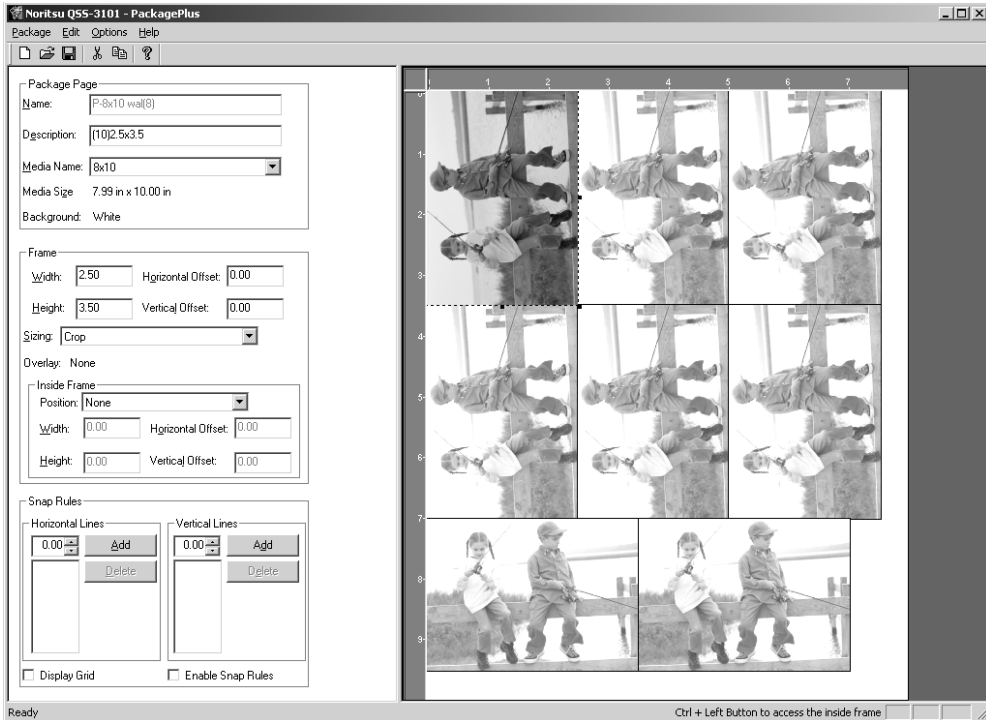 Noritsu QSS-3101 - PackagePlus
Package Edit Options Help
Package Page
Name: P-8x10 wal(8)
Description: (10)2.5x3.5
Media Name: 8x10
Media Size 7.99 in x 10.00 in
Background: White
Frame
Width: 2.50 Horizontal Offset: 0.00
Height: 3.50 Vertical Offset: 0.00
Sizing: Crop
Overlay: None
Inside Frame
Position: None
Width: 0.00 Horizontal Offset: 0.00
Height: 0.00 Vertical Offset: 0.00
Snap Rules
Horizontal Lines Vertical Lines
0.00 Add 0.00 Add
Delete Delete
Display Grid Enable Snap Rules
1 2 3 4 5 6 7
0
1
2
3
4
5
6
7
8
9
Ready Ctrl + Left Button to access the inside frame